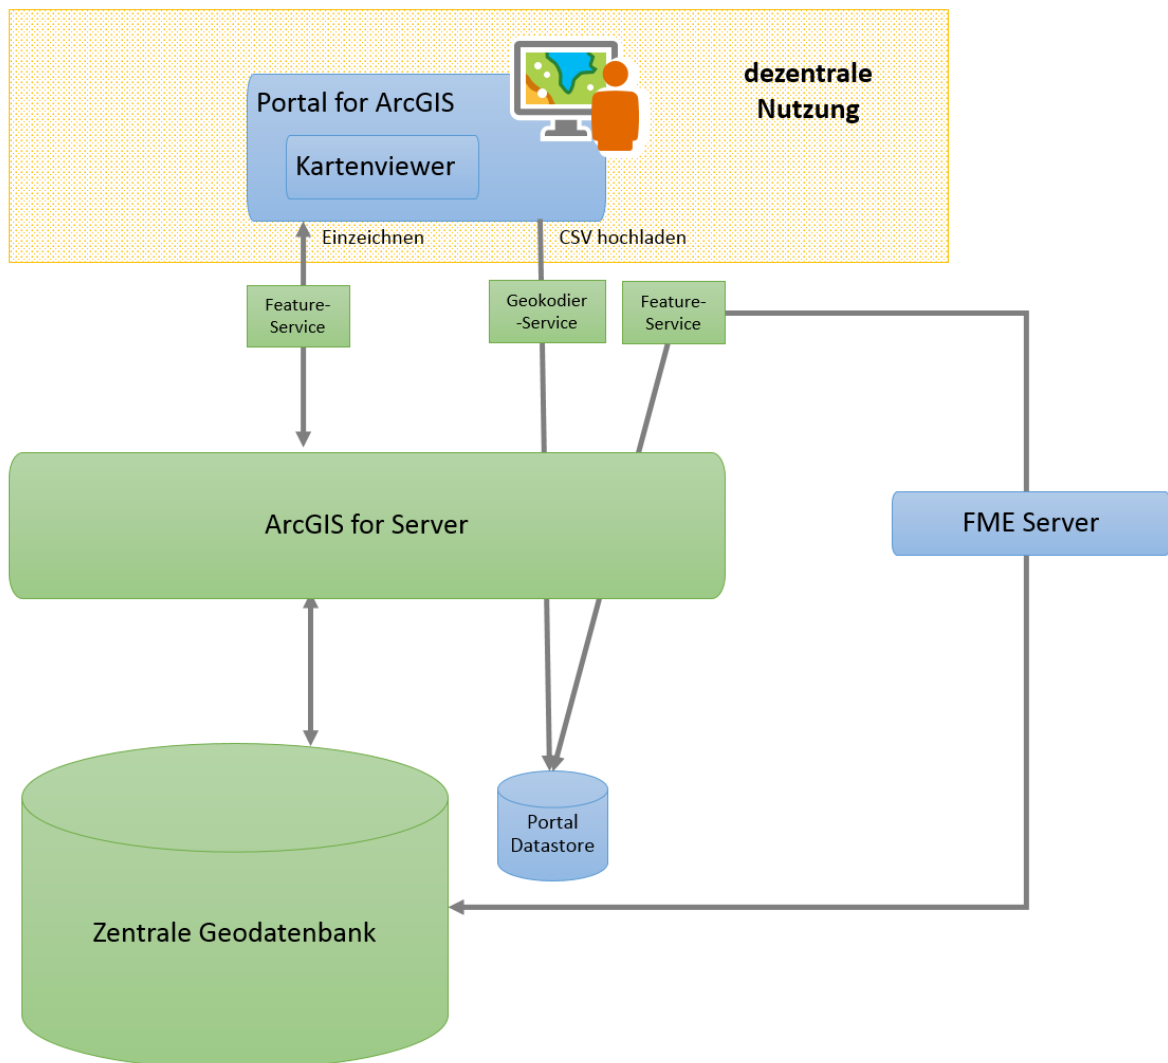 dezentrale
Nutzung
Portal for ArcGIS
Kartenviewer
Einzeichnen
CSV hochladen
Feature-
Service
Geokodier
-Service
Feature-
Service
ArcGIS for Server
FME Server
Portal
Datastore
Zentrale Geodatenbank